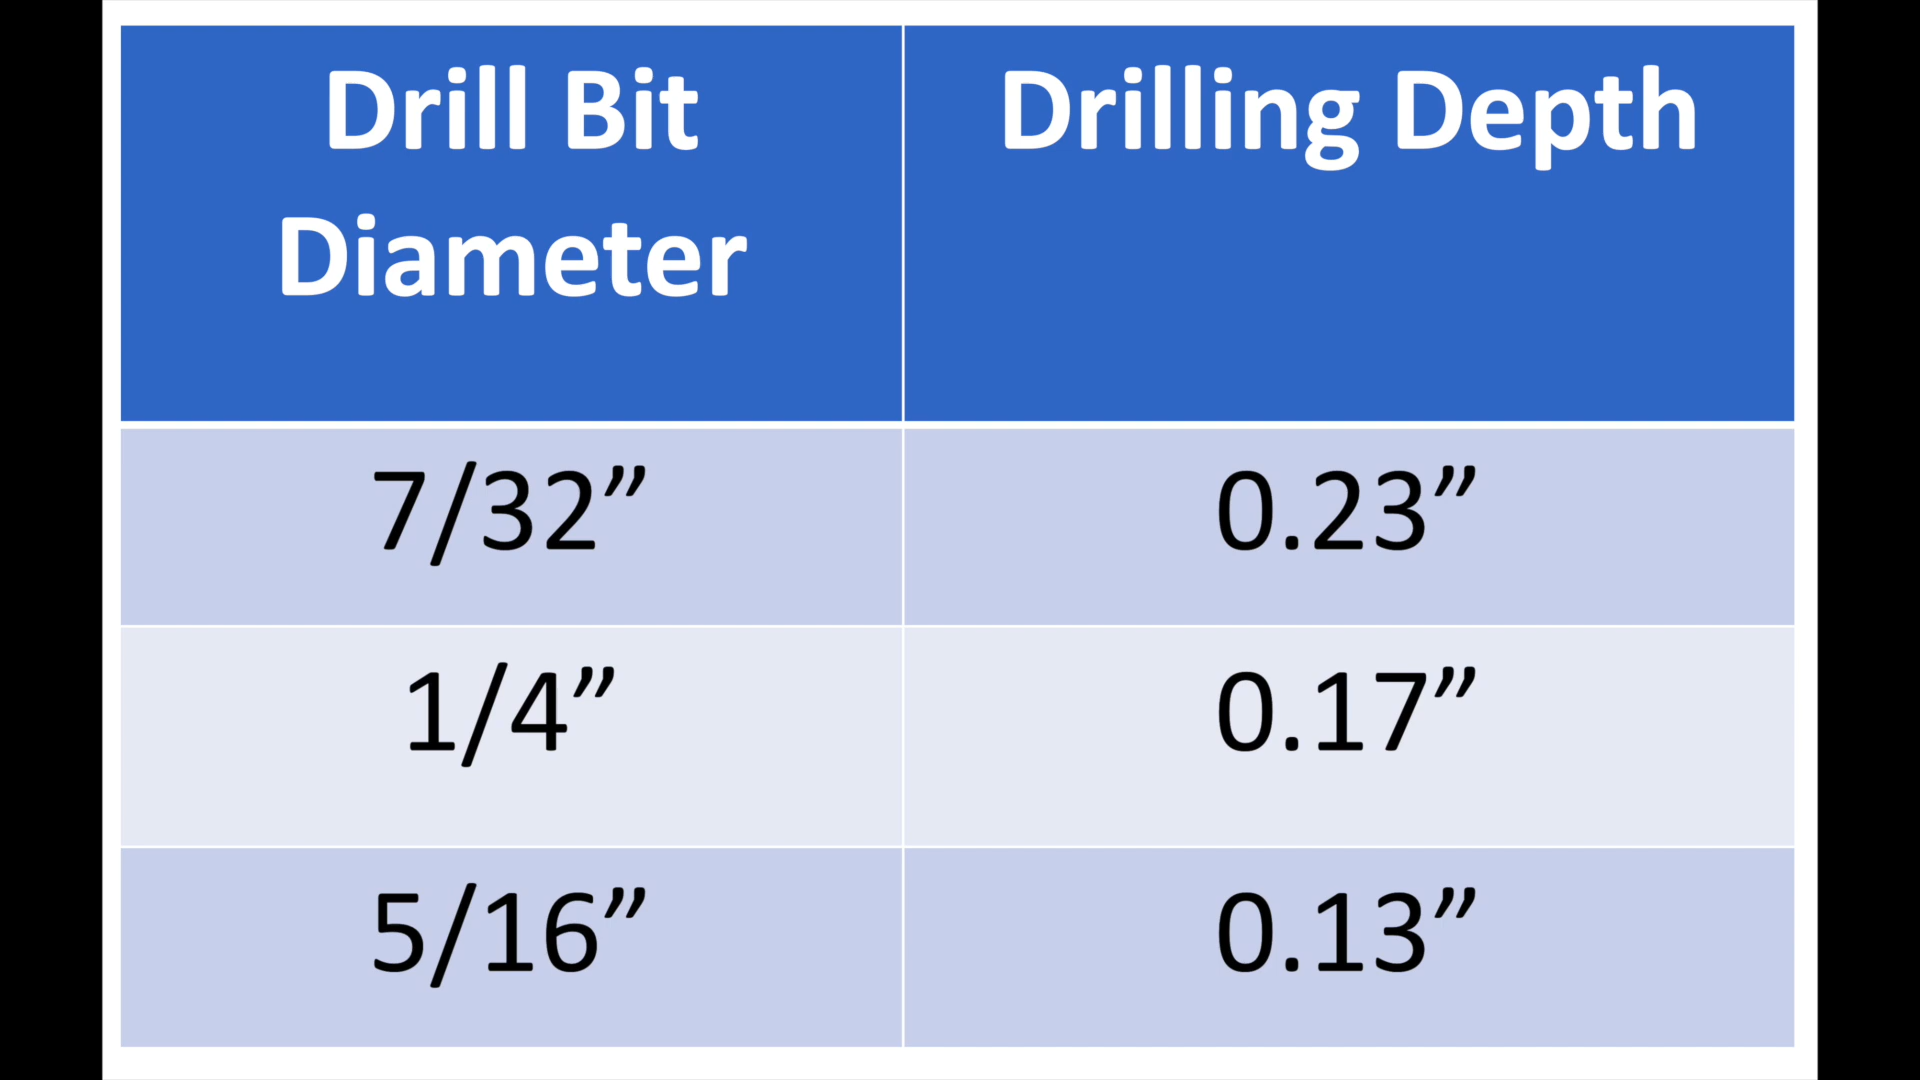 Drill Bit
Diameter
Drilling Depth
7/32” 0.23”
1/4” 0.17”
5/16” 0.13”